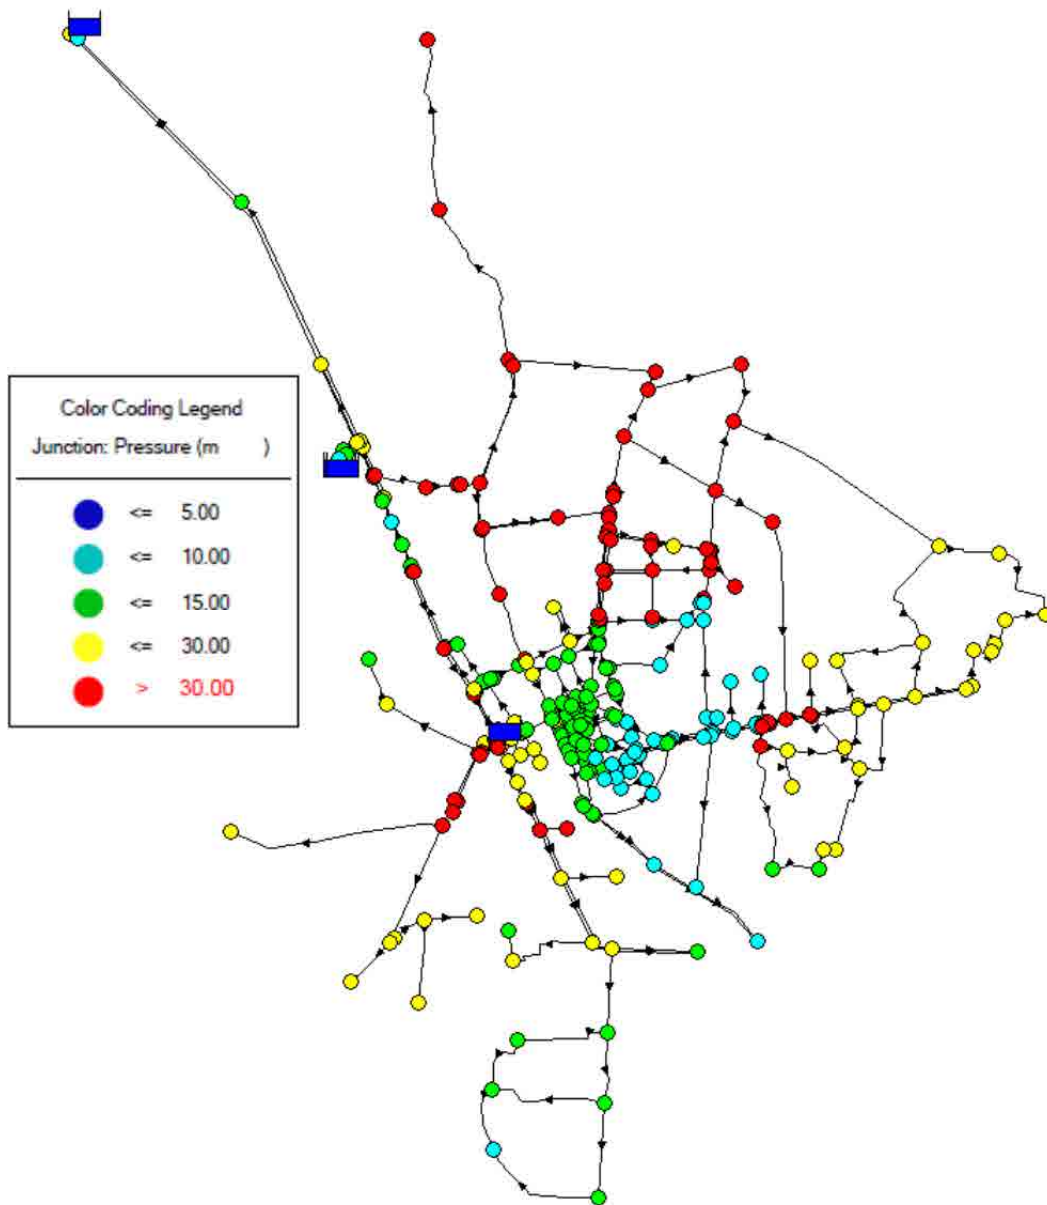 Color Coding Legend
Junction: Pressure (m )
<= 5.00
<= 10.00
<= 15.00
<= 30.00
> 30.00